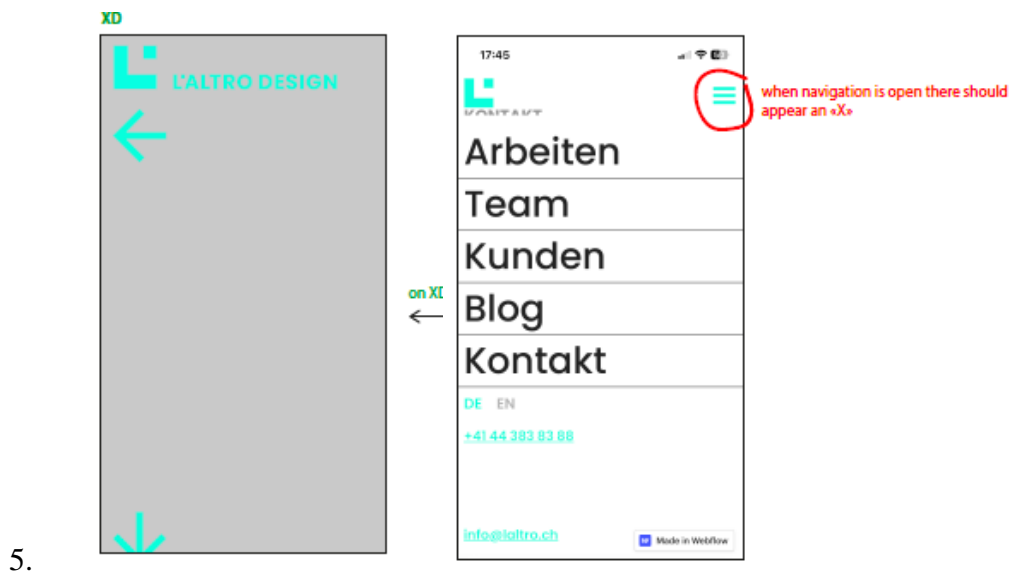 XD
L'ALTRO DESIGN
17:45
KONTAKT
when navigation is open there should
appear an «X»
Arbeiten
Team
Kunden
on XD
Blog
Kontakt
DE EN
+41 44 383 83 88
info@laltro.ch
Made in Webflow
5.